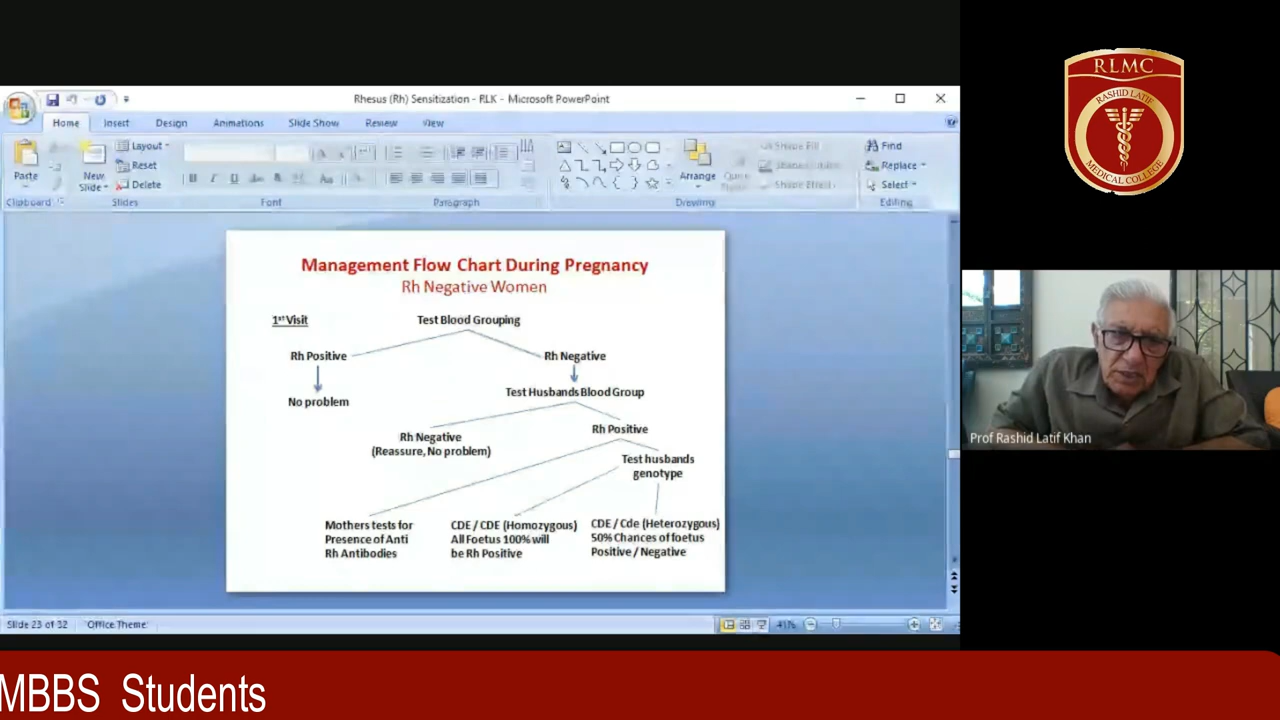 Rhesus (Rh) Sensitization - RLK - Microsoft PowerPoint
Home Insert Design Animations Slide Show Review View
Paste
New
Slide
Layout
Reset
Delete
Arrange
Shape Fill
Find
Replace
Select
Clipboard Slides Font Paragraph Drawing Editing
Management Flow Chart During Pregnancy
Rh Negative Women
1st Visit
Test Blood Grouping
Rh Positive
Rh Negative
No problem
Test Husbands Blood Group
Rh Negative
(Reassure, No problem)
Rh Positive
Test husbands
genotype
Mothers tests for
Presence of Anti
Rh Antibodies
CDE / CDE (Homozygous)
All Foetus 100% will
be Rh Positive
CDE / Cde (Heterozygous)
50% Chances of foetus
Positive / Negative
Slide 23 of 32 "Office Theme" 41%
RLMC
RASHID LATIF
MEDICAL COLLEGE
Prof Rashid Latif Khan
MBBS Students